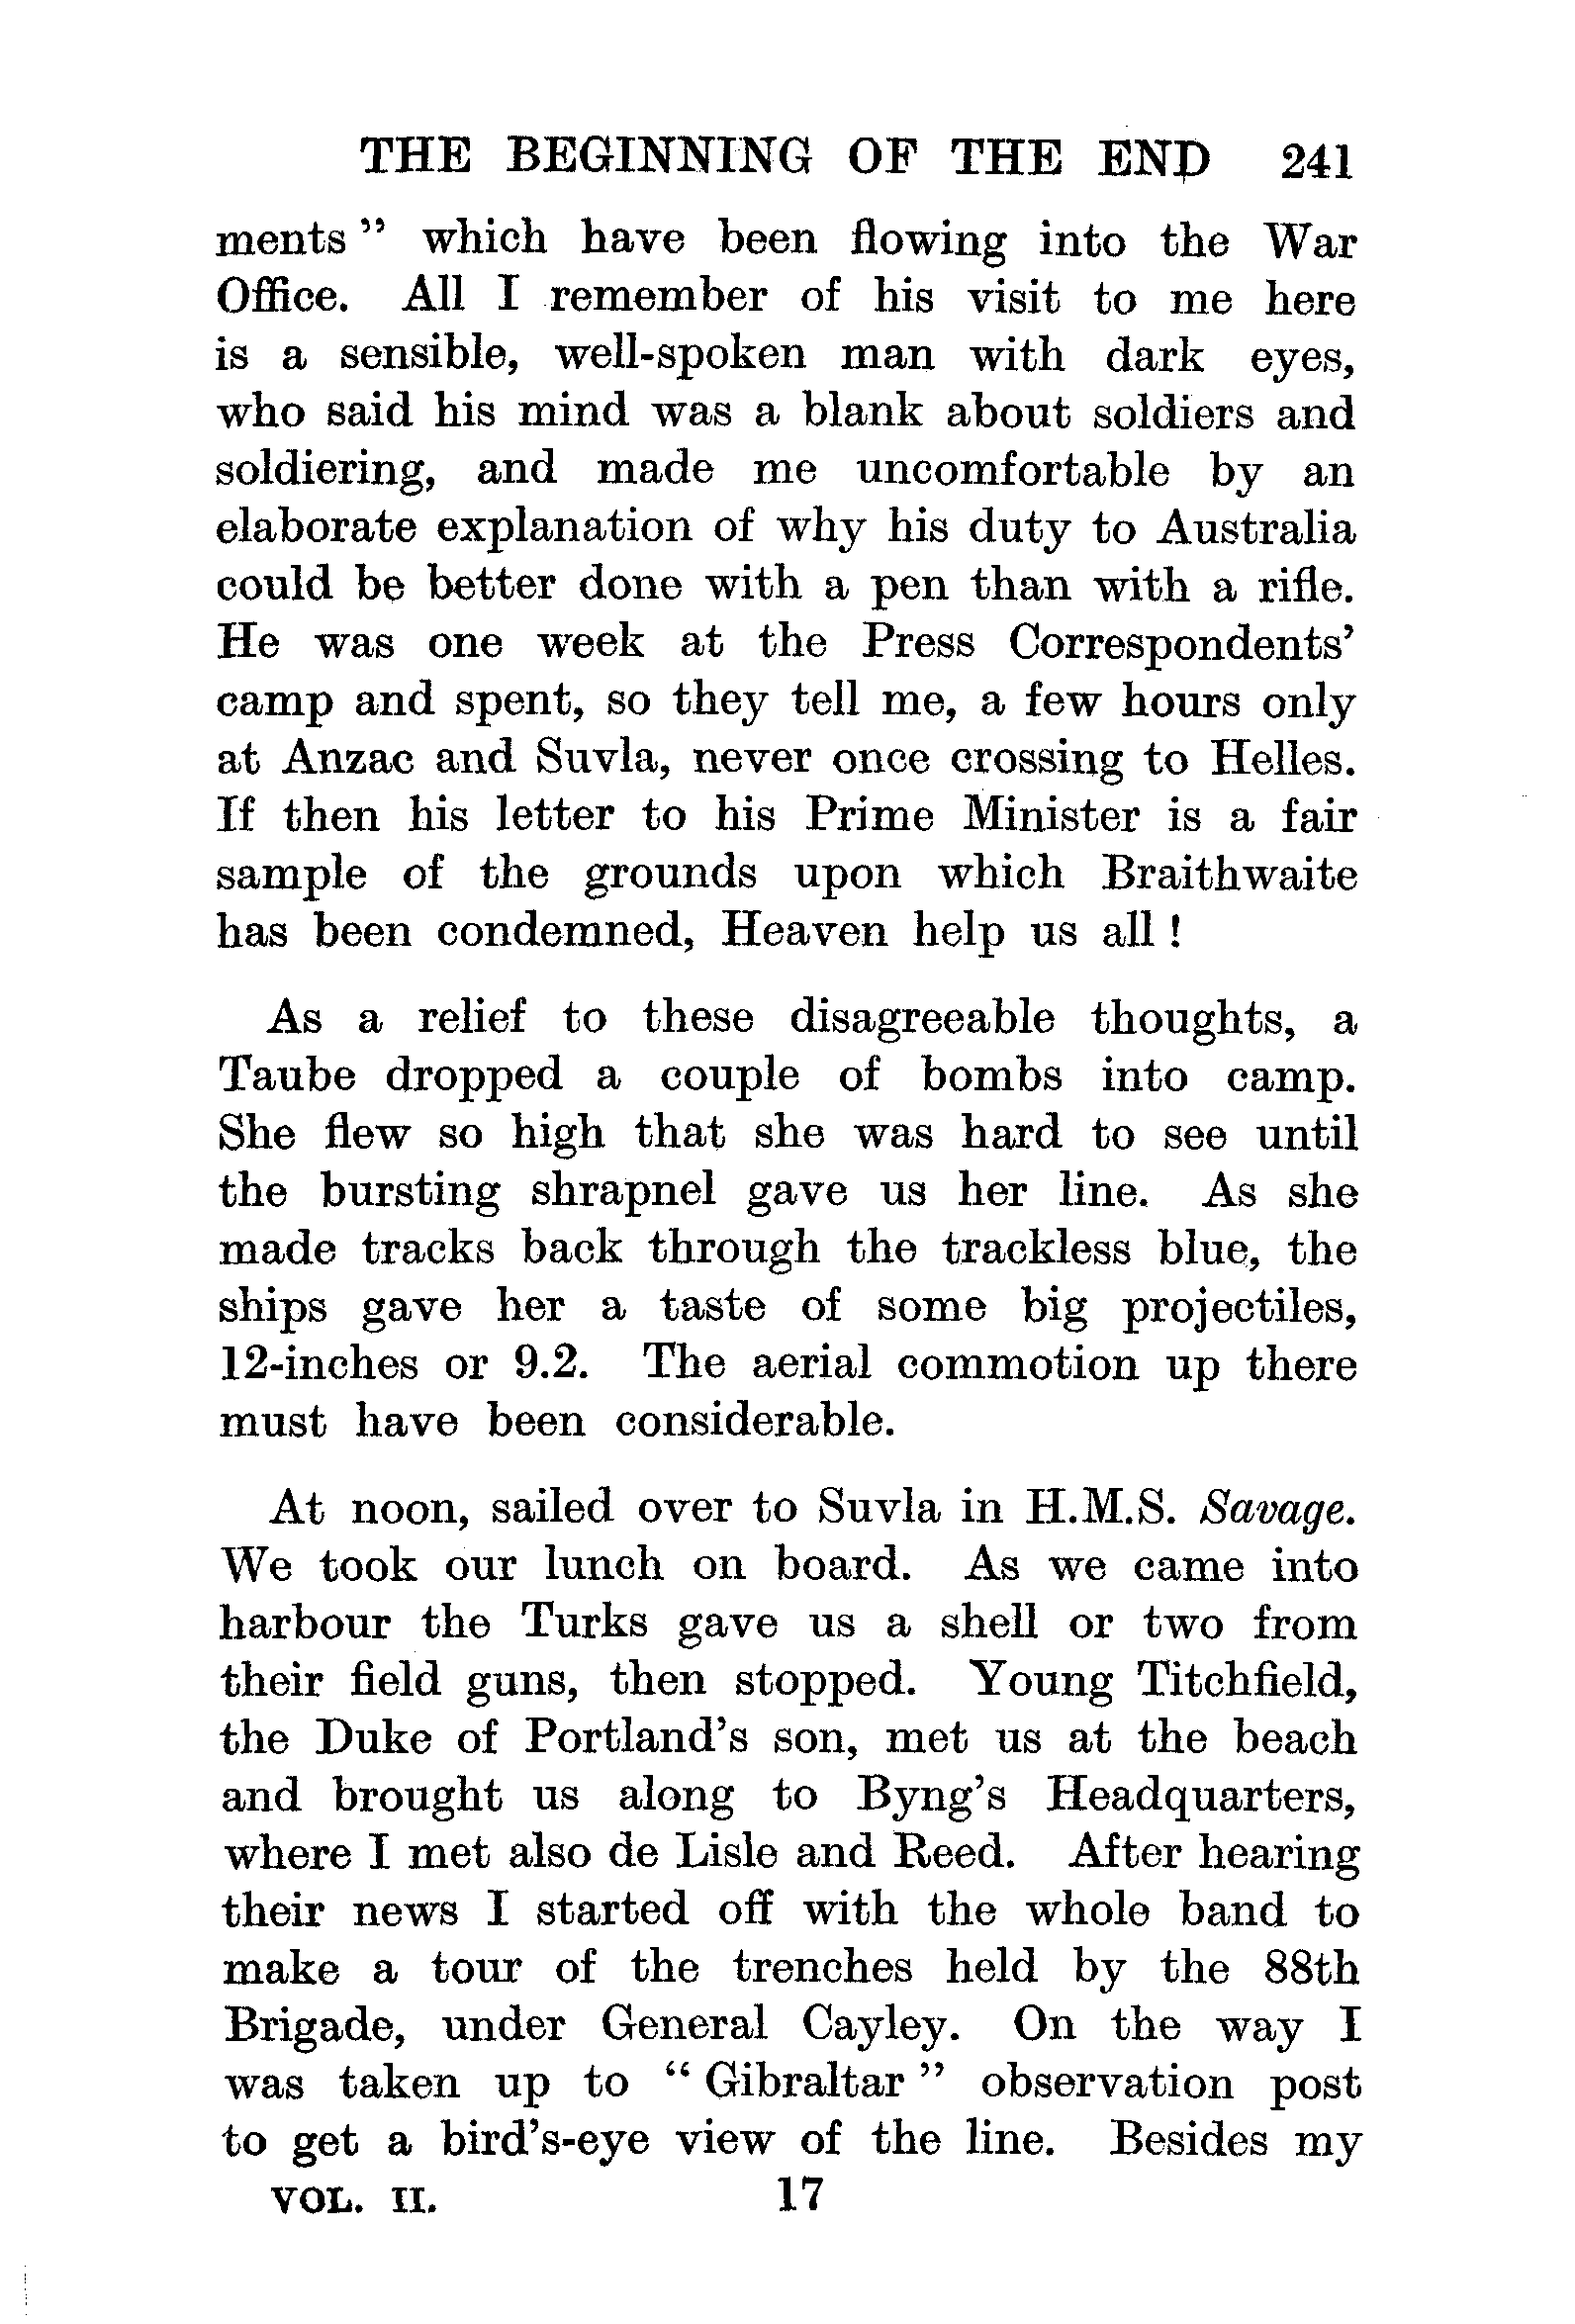 THE BEGINNING OF THE END 241
ments" which have been flowing into the War
Office. All I remember of his visit to me here
is a sensible, well-spoken man with dark eyes,
who said his mind was a blank about soldiers and
soldiering, and made me uncomfortable by an
elaborate explanation of why his duty to Australia
could be better done with a pen than with a rifle.
He was one week at the Press Correspondents'
camp and spent, so they tell me, a few hours only
at Anzac and Suvla, never once crossing to Helles.
If then his letter to his Prime Minister is a fair
sample of the grounds upon which Braithwaite
has been condemned, Heaven help us all!
As a relief to these disagreeable thoughts, a
Taube dropped a couple of bombs into camp.
She flew so high that she was hard to see until
the bursting shrapnel gave us her line. As she
made tracks back through the trackless blue, the
ships gave her a taste of some big projectiles,
12-inches or 9.2. The aerial commotion up there
must have been considerable.
At noon, sailed over to Suvla in H.M.S. Savage.
We took our lunch on board. As we came into
harbour the Turks gave us a shell or two from
their field guns, then stopped. Young Titchfield,
the Duke of Portland's son, met us at the beach
and brought us along to Byng's Headquarters,
where I met also de Lisle and Reed. After hearing
their news I started off with the whole band to
make a tour of the trenches held by the 88th
Brigade, under General Cayley. On the way I
was taken up to "Gibraltar" observation post
to get a bird's-eye view of the line. Besides my
VOL. II. 17